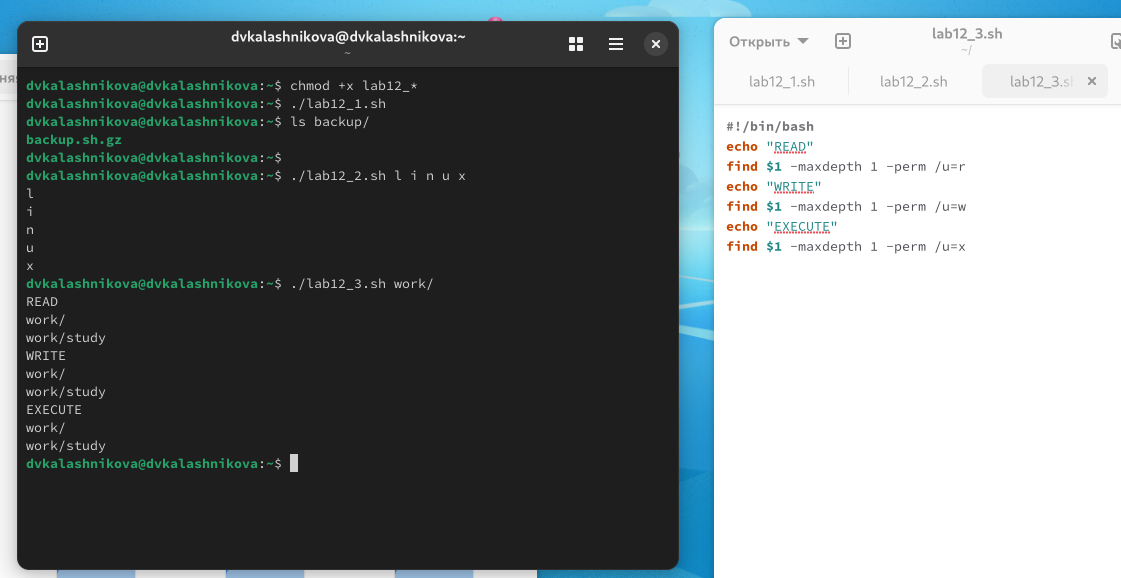 dvkalashnikova@dvkalashnikova:~
~
dvkalashnikova@dvkalashnikova:~$ chmod +x lab12_*
dvkalashnikova@dvkalashnikova:~$ ./lab12_1.sh
dvkalashnikova@dvkalashnikova:~$ ls backup/
backup.sh.gz
dvkalashnikova@dvkalashnikova:~$
dvkalashnikova@dvkalashnikova:~$ ./lab12_2.sh l i n u x
l
i
n
u
x
dvkalashnikova@dvkalashnikova:~$ ./lab12_3.sh work/
READ
work/
work/study
WRITE
work/
work/study
EXECUTE
work/
work/study
dvkalashnikova@dvkalashnikova:~$
Открыть
lab12_3.sh
~/
lab12_1.sh lab12_2.sh lab12_3.sh
#!/bin/bash
echo "READ"
find $1 -maxdepth 1 -perm /u=r
echo "WRITE"
find $1 -maxdepth 1 -perm /u=w
echo "EXECUTE"
find $1 -maxdepth 1 -perm /u=x